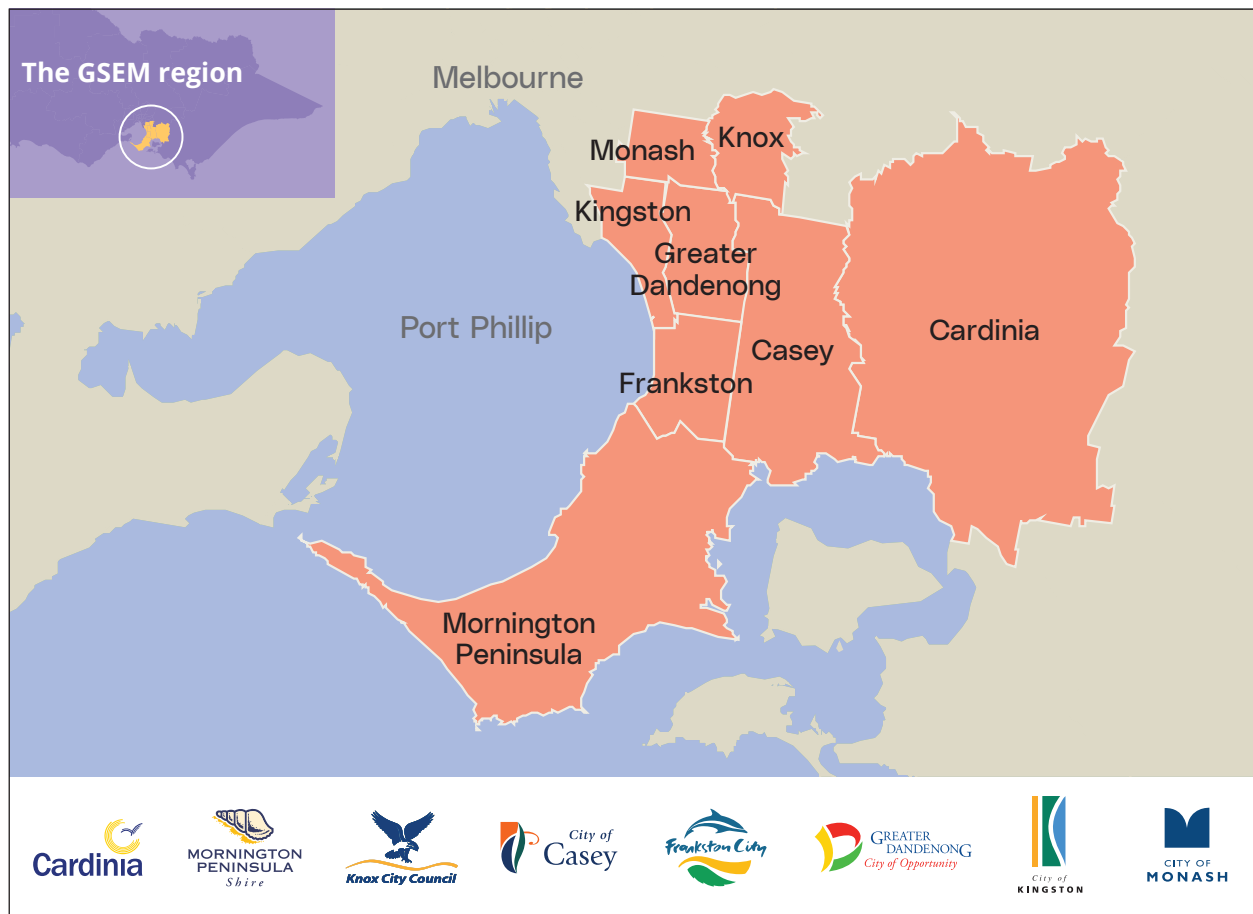 The GSEM region
Melbourne
Monash
Knox
Kingston
Greater
Dandenong
Port Phillip
Casey
Cardinia
Frankston
Mornington
Peninsula
Cardinia
MORNINGTON
PENINSULA
Shire
Knox City Council
City of
Casey
Frankston City
GREATER
DANDENONG
City of Opportunity
City of
KINGSTON
CITY OF
MONASH